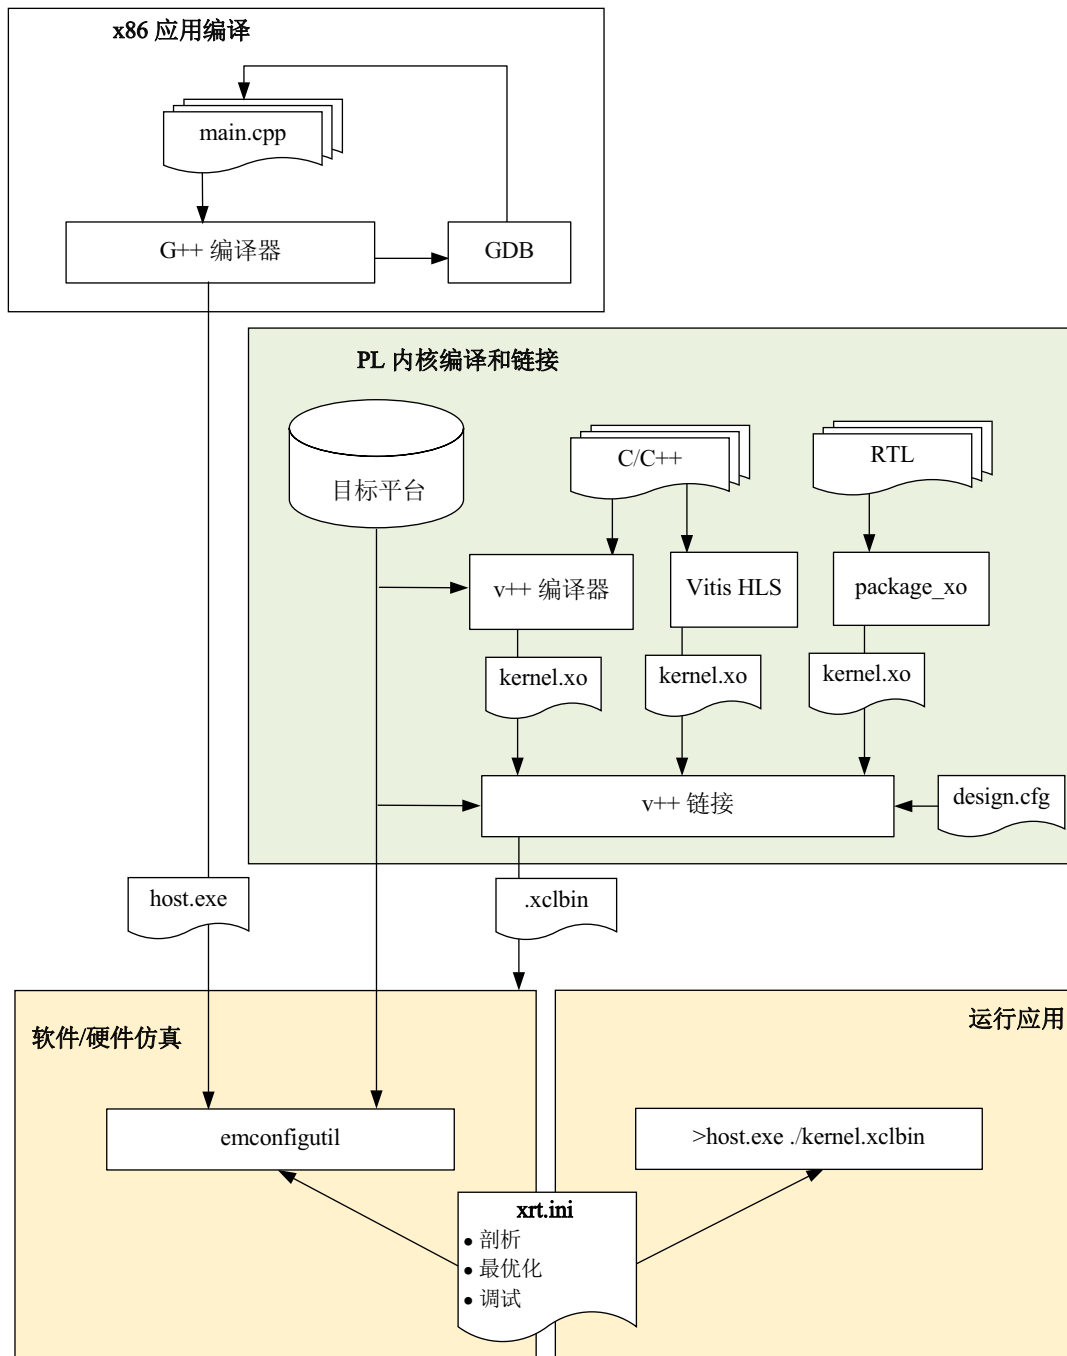 x86 应用编译
main.cpp
G++ 编译器
GDB
PL 内核编译和链接
目标平台
C/C++
RTL
v++ 编译器
Vitis HLS
package_xo
kernel.xo
kernel.xo
kernel.xo
v++ 链接
design.cfg
host.exe
.xclbin
软件/硬件仿真
运行应用
emconfigutil
>host.exe ./kernel.xclbin
xrt.ini
● 剖析
● 最优化
● 调试